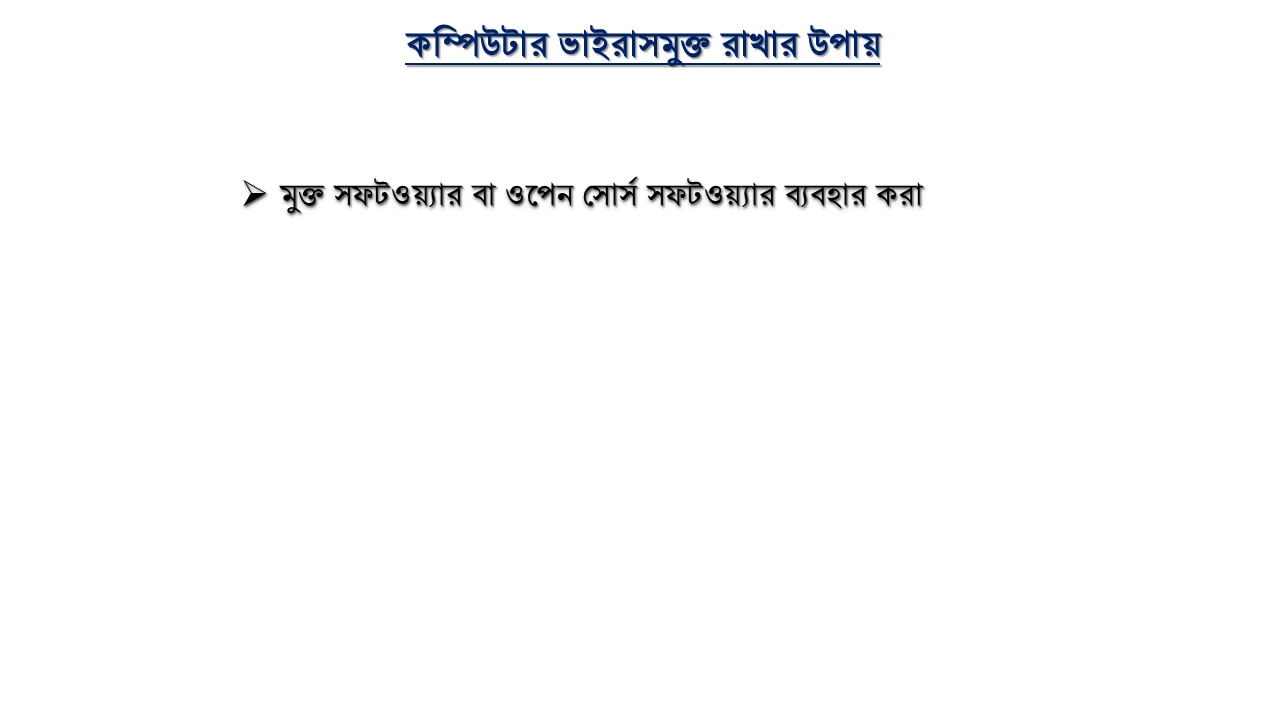 কম্পিউটার ভাইরাসমুক্ত রাখার উপায়
➢ মুক্ত সফটওয়্যার বা ওপেন সোর্স সফটওয়্যার ব্যবহার করা